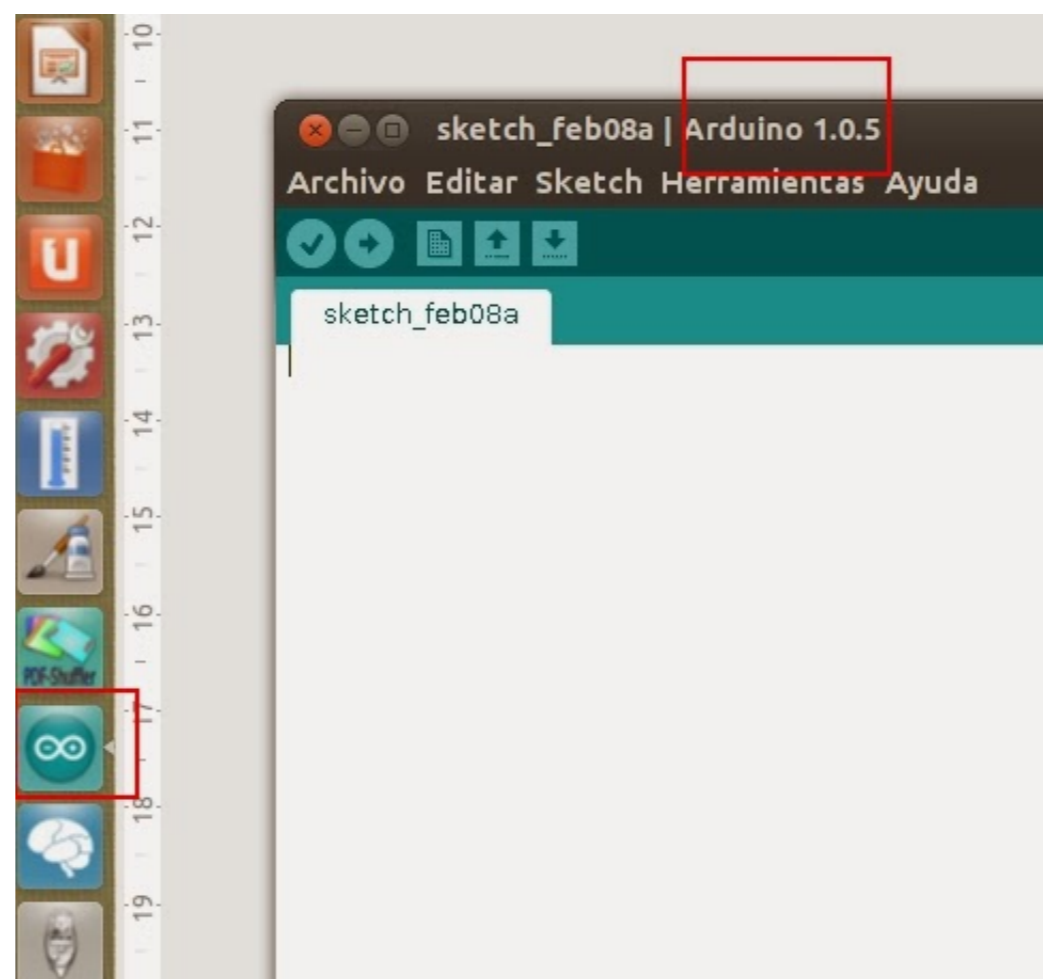 10
11
12
13
14
15
16
17
18
19
sketch_feb08a | Arduino 1.0.5
Archivo Editar Sketch Herramientas Ayuda
sketch_feb08a
PDF-Shuffler